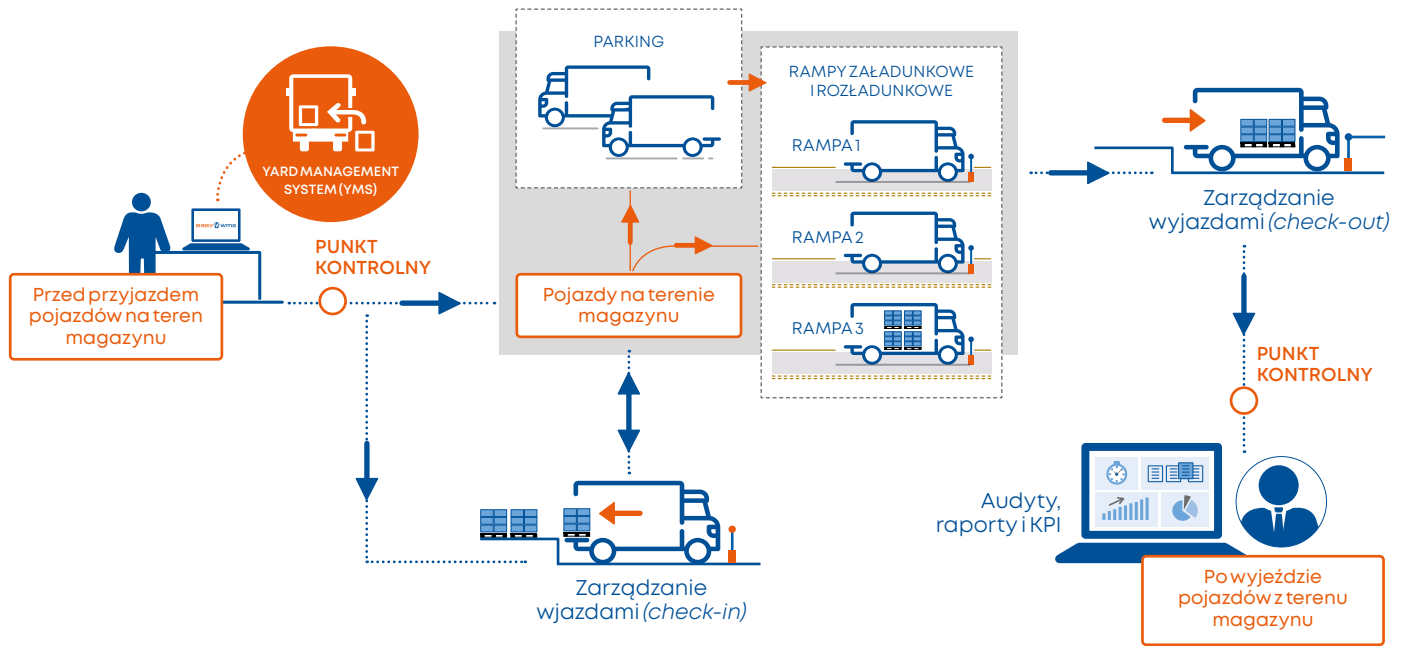 YARD MANAGEMENT
SYSTEM (YMS)
easy wms
PUNKT
KONTROLNY
Przed przyjazdem
pojazdów na teren
magazynu
PARKING
Pojazdy na terenie
magazynu
RAMPY ZAŁADUNKOWE
I ROZŁADUNKOWE
RAMPA 1
RAMPA 2
RAMPA 3
Zarządzanie
wjazdami (check-in)
Zarządzanie
wyjazdami (check-out)
PUNKT
KONTROLNY
Audyty,
raporty i KPI
Po wyjeździe
pojazdów z terenu
magazynu